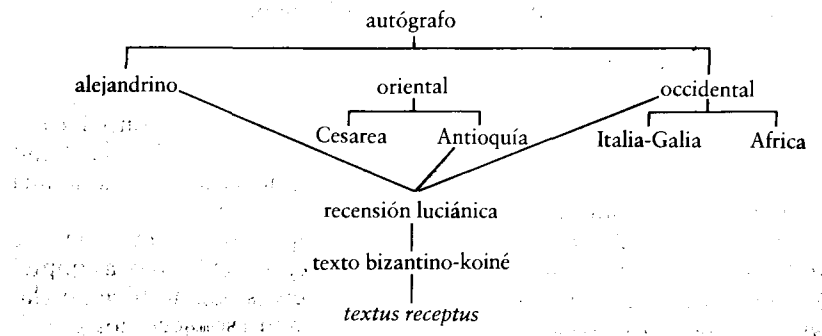 autógrafo
alejandrino oriental occidental
Cesarea Antioquía Italia-Galia Africa
recensión luciánica
texto bizantino-koiné
textus receptus